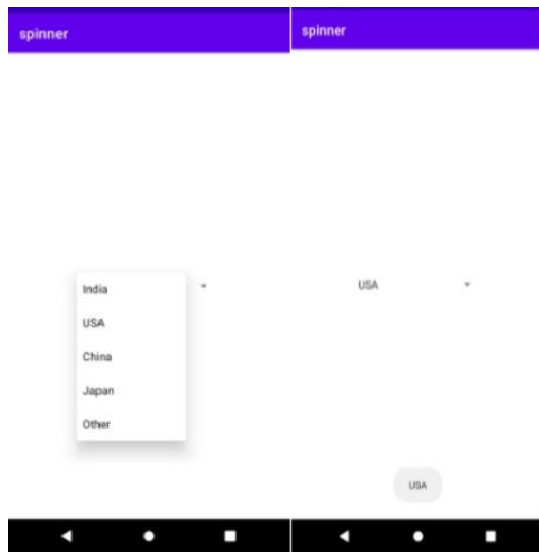 spinner
India
USA
China
Japan
Other
spinner
USA
USA